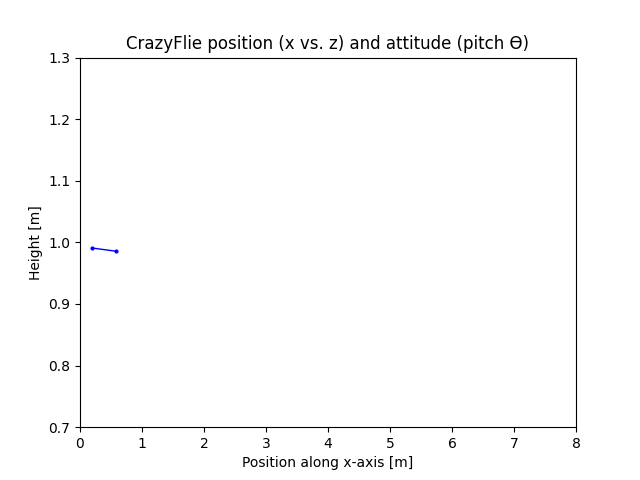 CrazyFlie position (x vs. z) and attitude (pitch ϴ)
1.3
1.2
1.1
1.0
0.9
0.8
0.7
Height [m]
0 1 2 3 4 5 6 7 8
Position along x-axis [m]